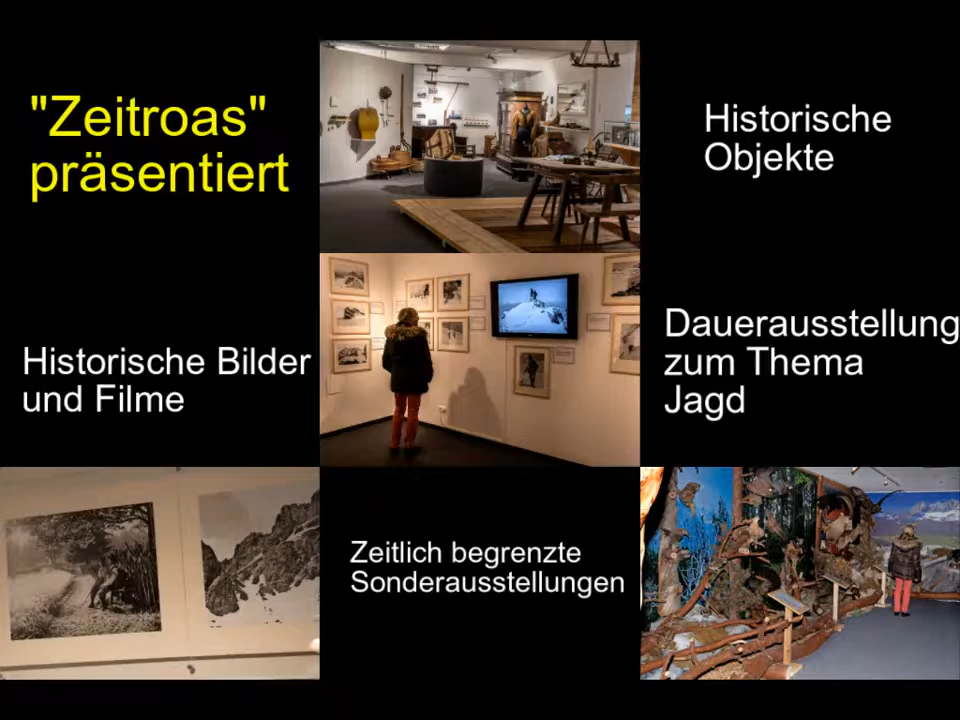 "Zeitroas"
präsentiert
Historische
Objekte
Historische Bilder
und Filme
Dauerausstellung
zum Thema
Jagd
Zeitlich begrenzte
Sonderausstellungen